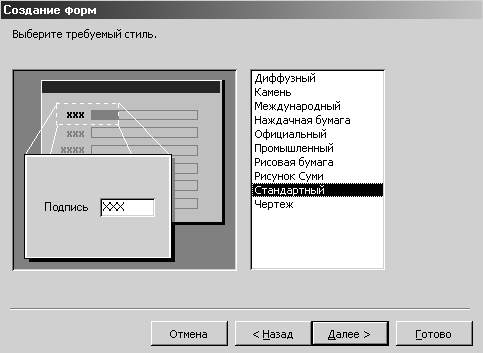 Создание форм
Выберите требуемый стиль.
xxx
xxx
xxxx
Подпись XXX
Диффузный
Камень
Международный
Наждачная бумага
Официальный
Промышленный
Рисовая бумага
Рисунок Суми
Стандартный
Чертеж
Отмена < Назад Далее > Готово